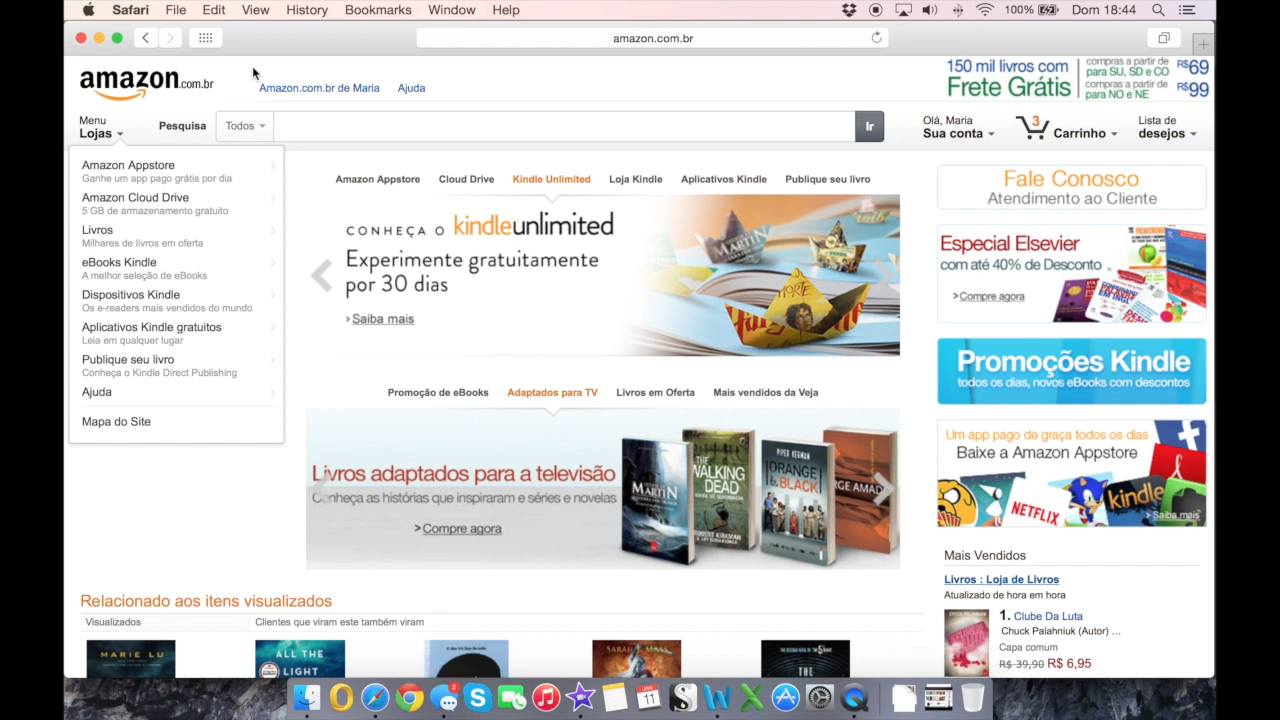 Safari File Edit View History Bookmarks Window Help
100% Dom 18:44
amazon.com.br
amazon.com.br
Amazon.com.br de Maria Ajuda
150 mil livros com
Frete Grátis
compras a partir de
para SU, SD e CO
R$69
compras a partir de
para NO e NE
R$99
Menu
Lojas
Pesquisa
Todos
Ir
Olá, Maria
Sua conta
3
Carrinho
Lista de
desejos
Amazon Appstore
Ganhe um app pago grátis por dia
Amazon Cloud Drive
5 GB de armazenamento gratuito
Livros
Milhares de livros em oferta
eBooks Kindle
A melhor seleção de eBooks
Dispositivos Kindle
Os e-readers mais vendidos do mundo
Aplicativos Kindle gratuitos
Leia em qualquer lugar
Publique seu livro
Conheça o Kindle Direct Publishing
Ajuda
Mapa do Site
Amazon Appstore Cloud Drive Kindle Unlimited Loja Kindle Aplicativos Kindle Publique seu livro
CONHEÇA O kindleunlimited
Experimente gratuitamente
por 30 dias
›Saiba mais
MARTIN
MORTE
Promoção de eBooks Adaptados para TV Livros em Oferta Mais vendidos da Veja
Livros adaptados para a televisão
Conheça as histórias que inspiraram e séries e novelas
>Compre agora
MARTIN
THE
WALKING
DEAD
ROBERT KIRKMAN
PIPER KERMAN
ORANGE
BLACK
RGE AMADO
Fale Conosco
Atendimento ao Cliente
Especial Elsevier
com até 40% de Desconto
>Compre agora
Promoções Kindle
todos os dias, novos eBooks com descontos
Um app pago de graça todos os dias
Baixe a Amazon Appstore
NETFLIX
kindle
›Saiba mais
Mais Vendidos
Livros : Loja de Livros
Atualizado de hora em hora
1. Clube Da Luta
Chuck Palahniuk (Autor) ...
Capa comum
R$ 39,90 R$ 6,95
Relacionado aos itens visualizados
Visualizados
Clientes que viram este também viram
MARIE LU
ALL THE
LIGHT
SARAH J. MAAS
THE
2
JAN
11